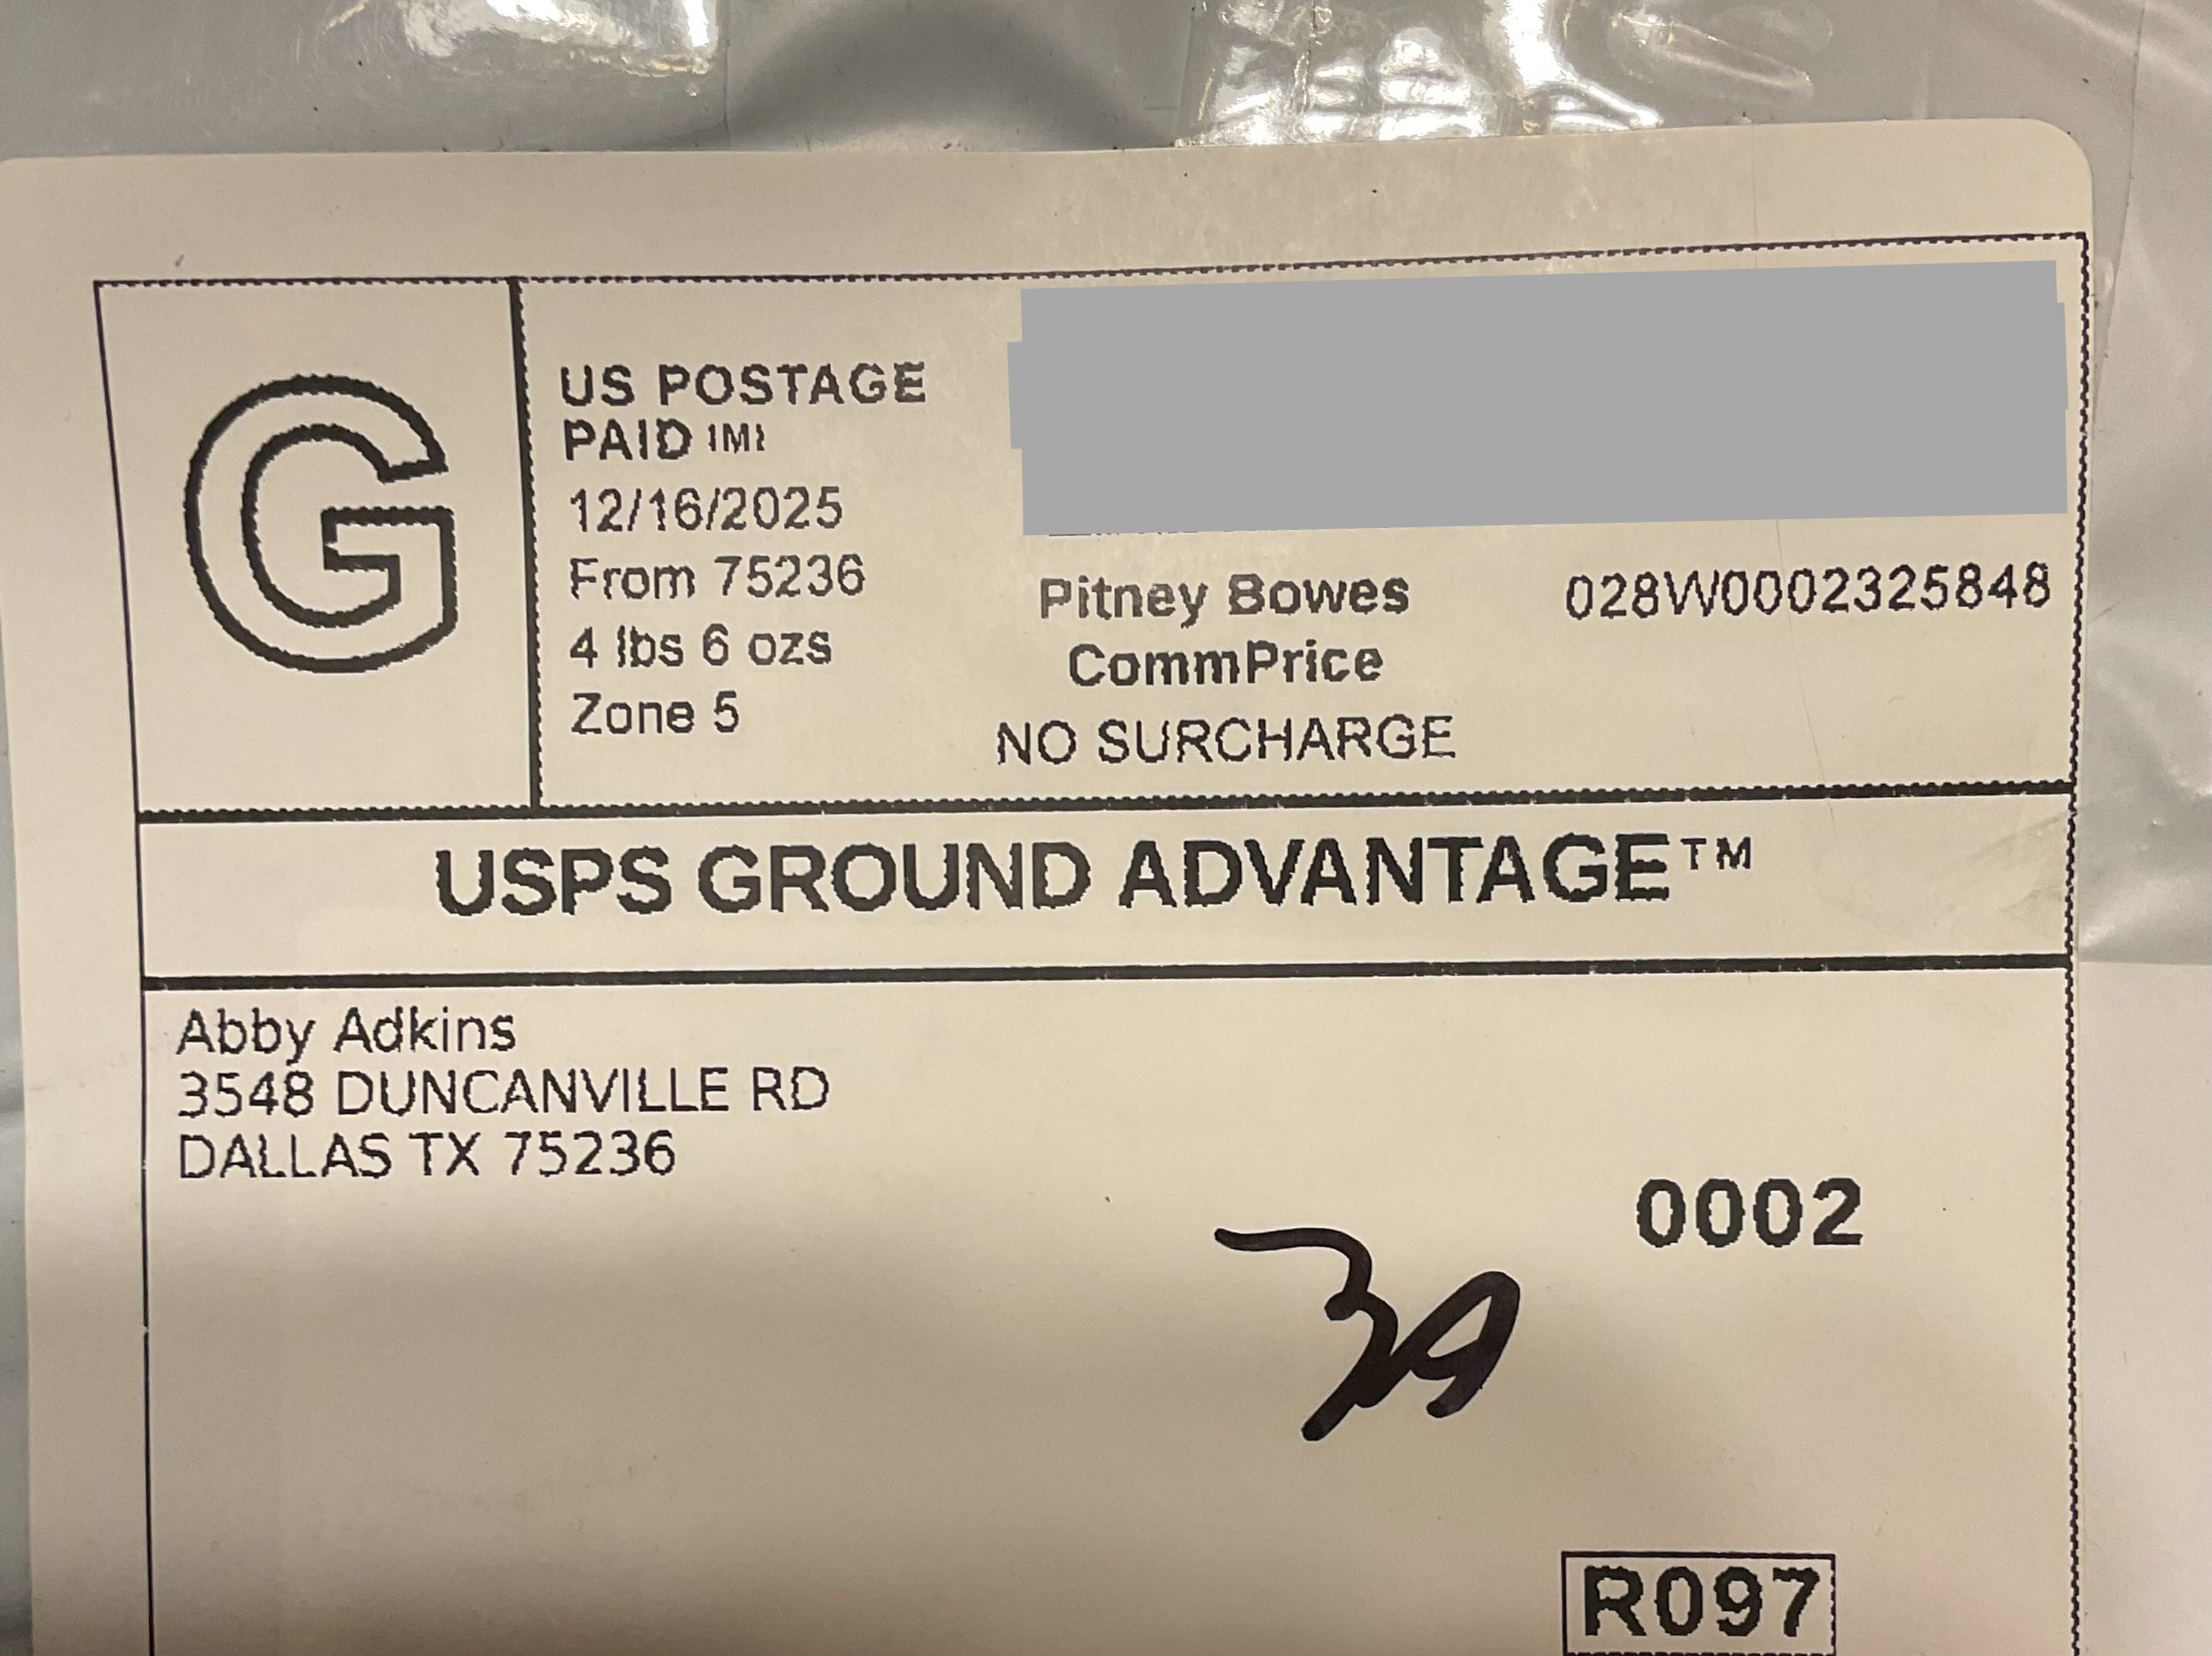 G
US POSTAGE
PAID IMI
12/16/2025
From 75236
4 lbs 6 ozs
Zone 5
Pitney Bowes
CommPrice
NO SURCHARGE
028W0002325848
USPS GROUND ADVANTAGE™
Abby Adkins
3548 DUNCANVILLE RD
DALLAS TX 75236
0002
R097